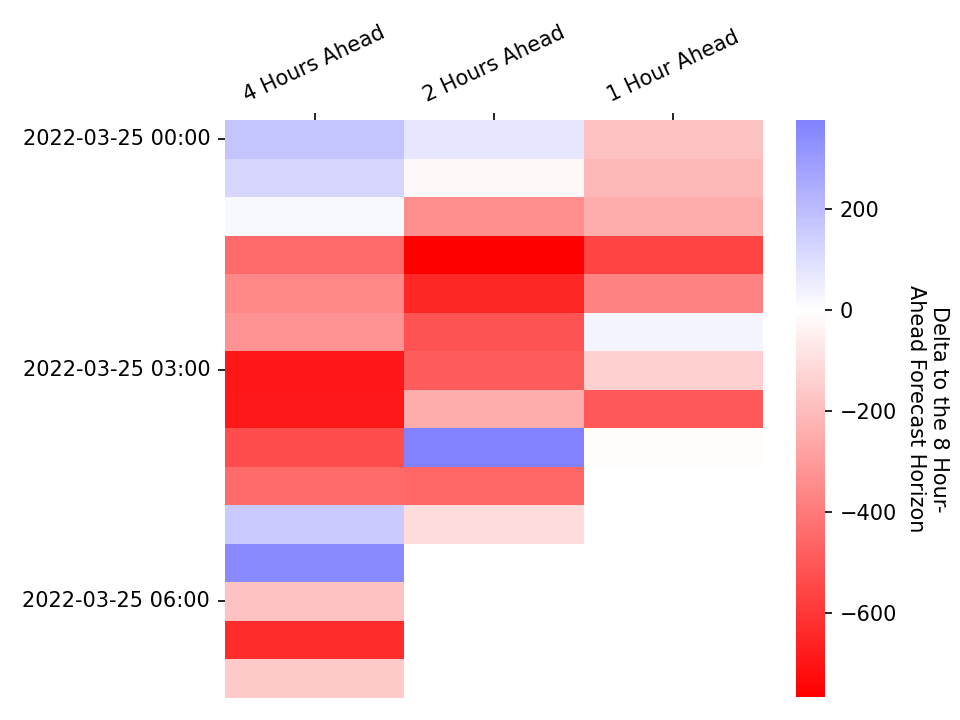 4 Hours Ahead
2 Hours Ahead
1 Hour Ahead
2022-03-25 00:00
2022-03-25 03:00
2022-03-25 06:00
200
0
−200
−400
−600
Delta to the 8 Hour-
Ahead Forecast Horizon